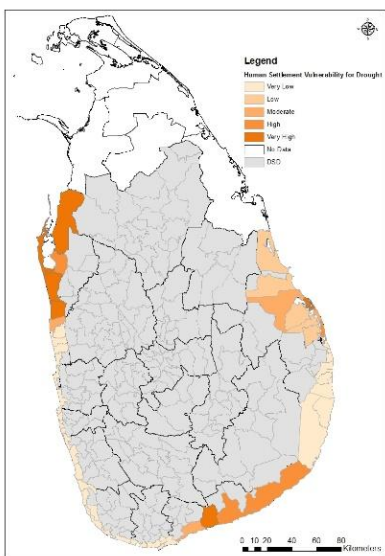 Legend
Human Settlement Vulnerability for Drought
Very Low
Low
Moderate
High
Very High
No Data
DSD
0 10 20 40 60 80
Kilometers